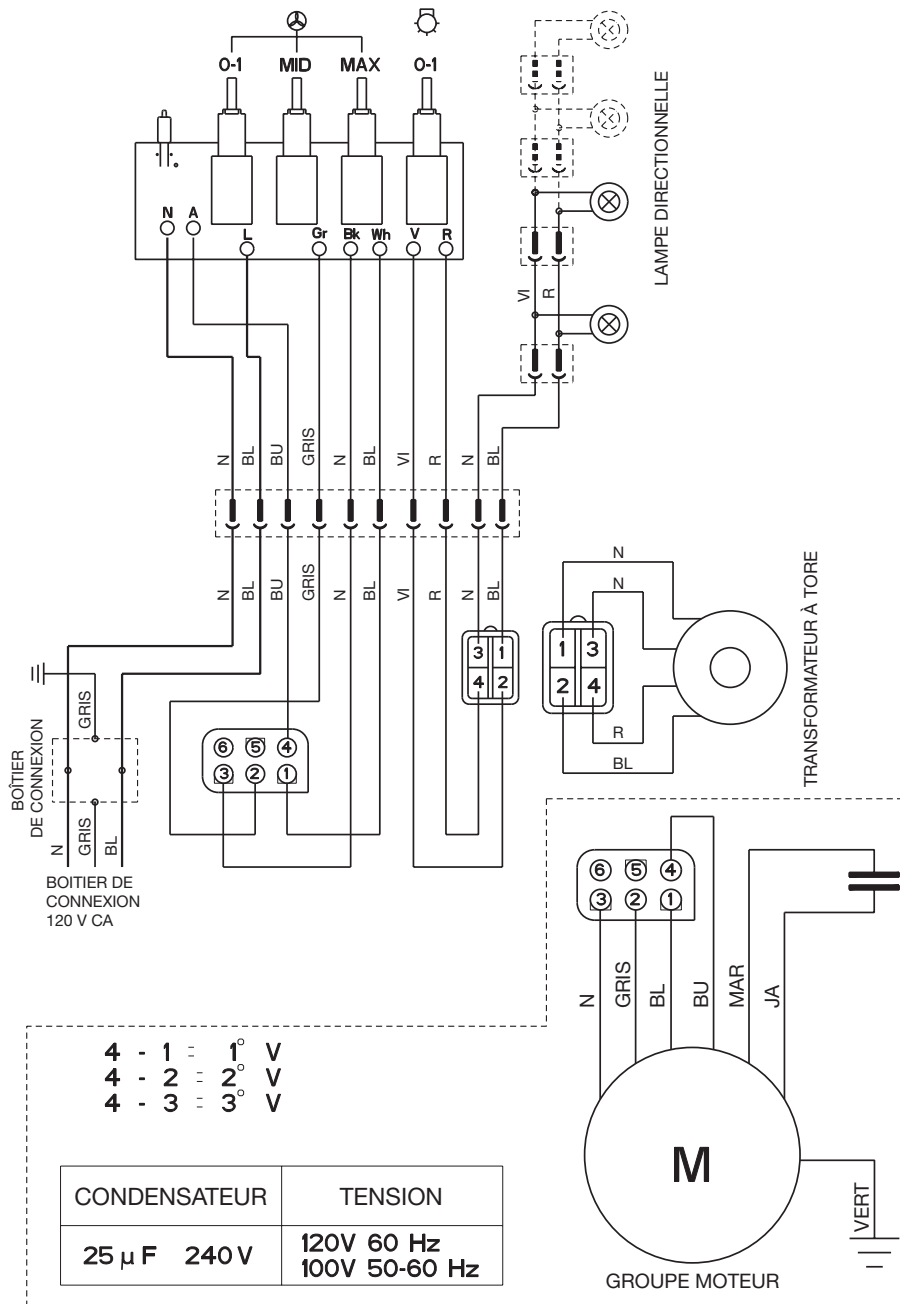 O-1 MID MAX O-1
N A
L Gr Bk Wh V R
LAMPE DIRECTIONNELLE
VI R
N BL BU GRIS N BL VI R N BL
N BL BU GRIS N BL VI R N BL
3 1
4 2
N
N
1 3
2 4
R
BL
TRANSFORMATEUR À TORE
GRIS
BOÎTIER
DE CONNEXION
6 5 4
3 2 1
N GRIS BL
BOITIER DE
CONNEXION
120 V CA
6 5 4
3 2 1
N GRIS BL BU MAR JA
4 - 1 = 1° V
4 - 2 = 2° V
4 - 3 = 3° V
M
VERT
CONDENSATEUR TENSION
25 µF 240 V
120V 60 Hz
100V 50-60 Hz
GROUPE MOTEUR